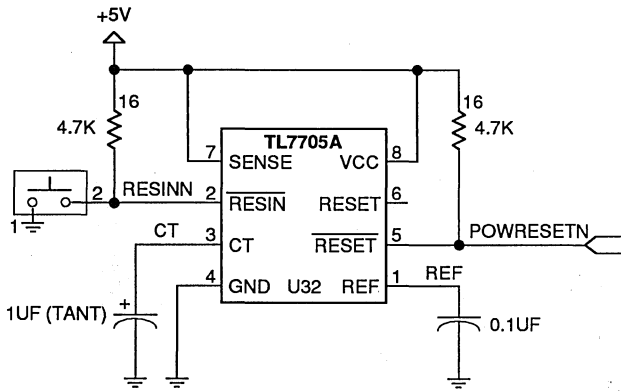 +5V
16
4.7K
16
4.7K
TL7705A
7 SENSE VCC 8
2 RESINN 2 RESIN RESET 6
1
CT 3 CT RESET 5 POWRESETN
4 GND U32 REF 1 REF
+
1UF (TANT)
0.1UF